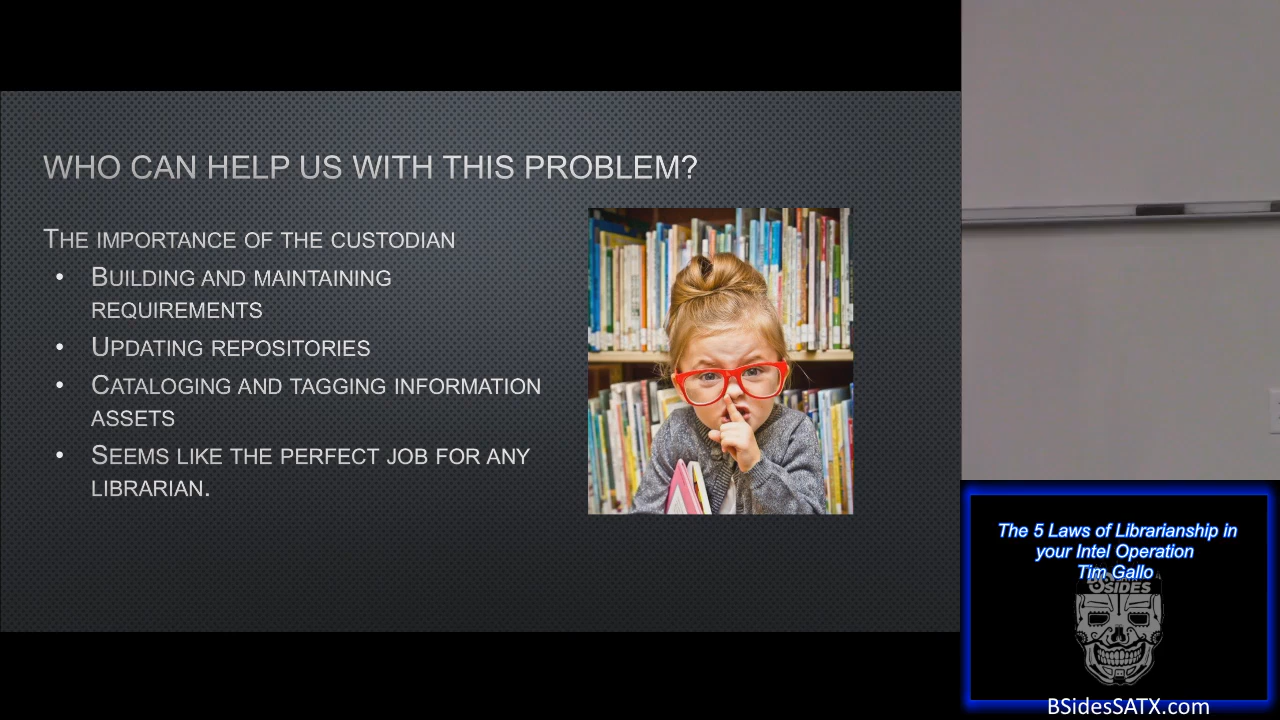 WHO CAN HELP US WITH THIS PROBLEM?
THE IMPORTANCE OF THE CUSTODIAN
• BUILDING AND MAINTAINING
REQUIREMENTS
• UPDATING REPOSITORIES
• CATALOGING AND TAGGING INFORMATION
ASSETS
• SEEMS LIKE THE PERFECT JOB FOR ANY
LIBRARIAN.
The 5 Laws of Librarianship in
your Intel Operation
Tim Gallo
BSIDES
BSidesSATX.com